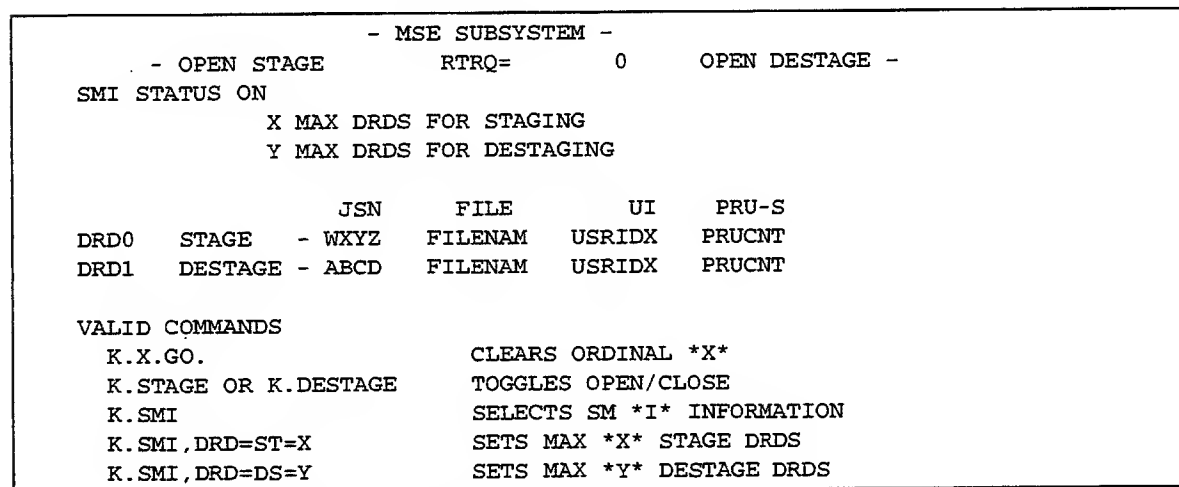 - MSE SUBSYSTEM -
- OPEN STAGE RTRQ= 0 OPEN DESTAGE -
SMI STATUS ON
X MAX DRDS FOR STAGING
Y MAX DRDS FOR DESTAGING
JSN FILE UI PRU-S
DRD0 STAGE - WXYZ FILENAM USRIDX PRUCNT
DRD1 DESTAGE - ABCD FILENAM USRIDX PRUCNT
VALID COMMANDS
K.X.GO. CLEARS ORDINAL *X*
K.STAGE OR K.DESTAGE TOGGLES OPEN/CLOSE
K.SMI SELECTS SM *I* INFORMATION
K.SMI,DRD=ST=X SETS MAX *X* STAGE DRDS
K.SMI,DRD=DS=Y SETS MAX *Y* DESTAGE DRDS